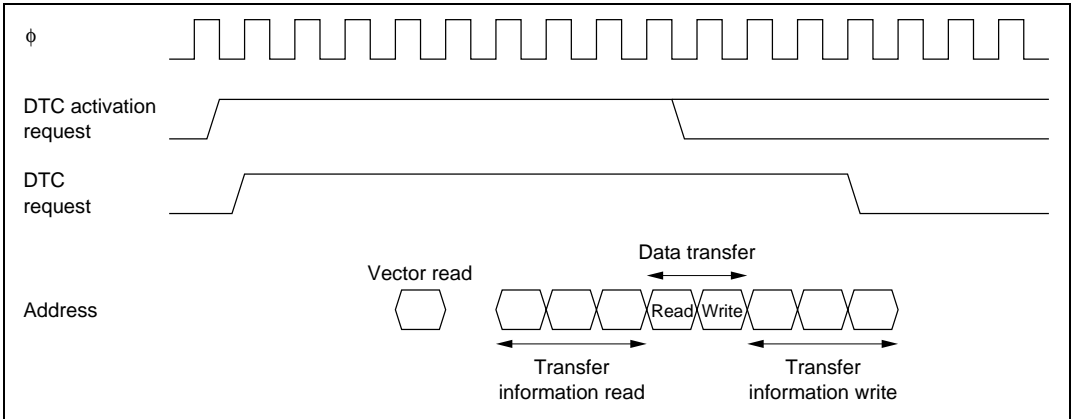 ϕ
DTC activation
request
DTC
request
Data transfer
Vector read
Address
Read Write
Transfer
information read
Transfer
information write